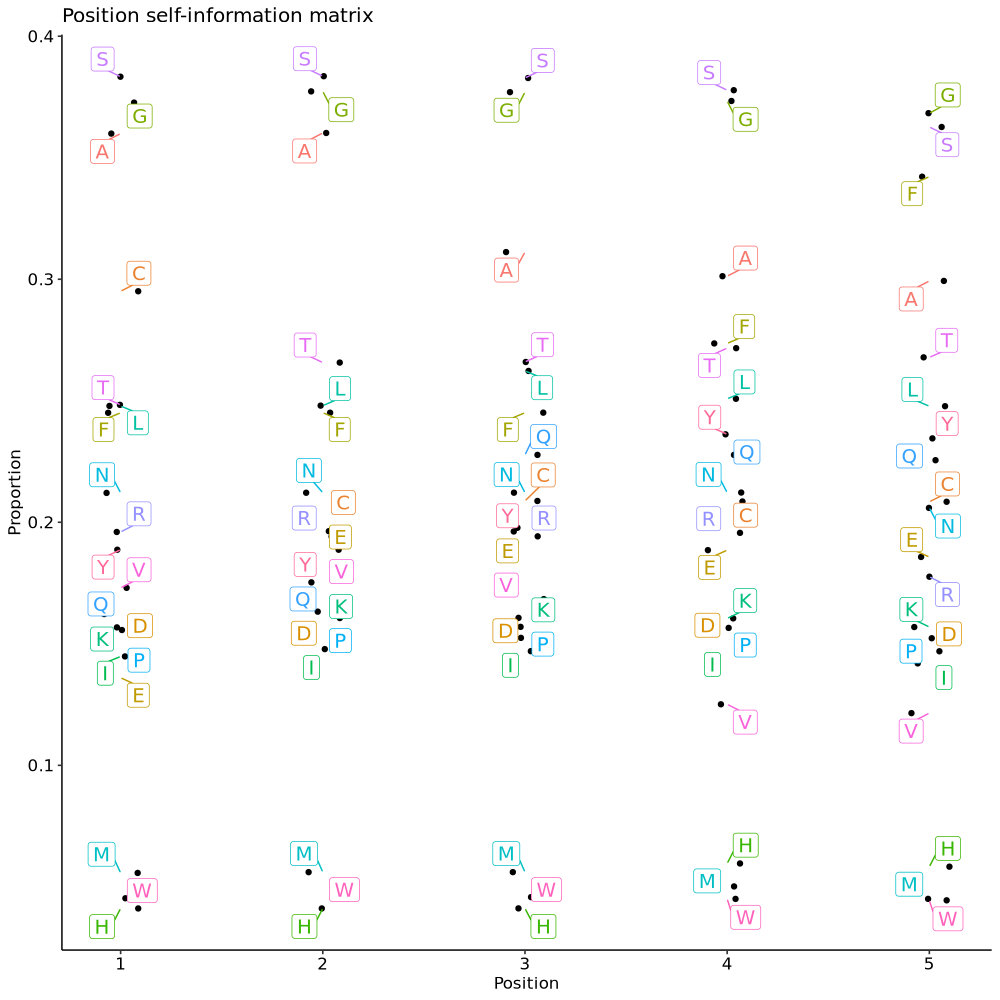 Position self-information matrix
0.4
S S S S G
G G G G S
A A F
C A A A
0.3
T T T F T
T L L
L L L Y Y
F F F Q Q
N N Q N C
N C R C N
R R C Y R E
0.2
Y Y E E E R
V V V
Q Q K K K K
K D D D D D
I P P P P P
E I I I I
V V
0.1
M M M H H
W W W M M
H H H W W
1 2 3 4 5
Proportion
Position